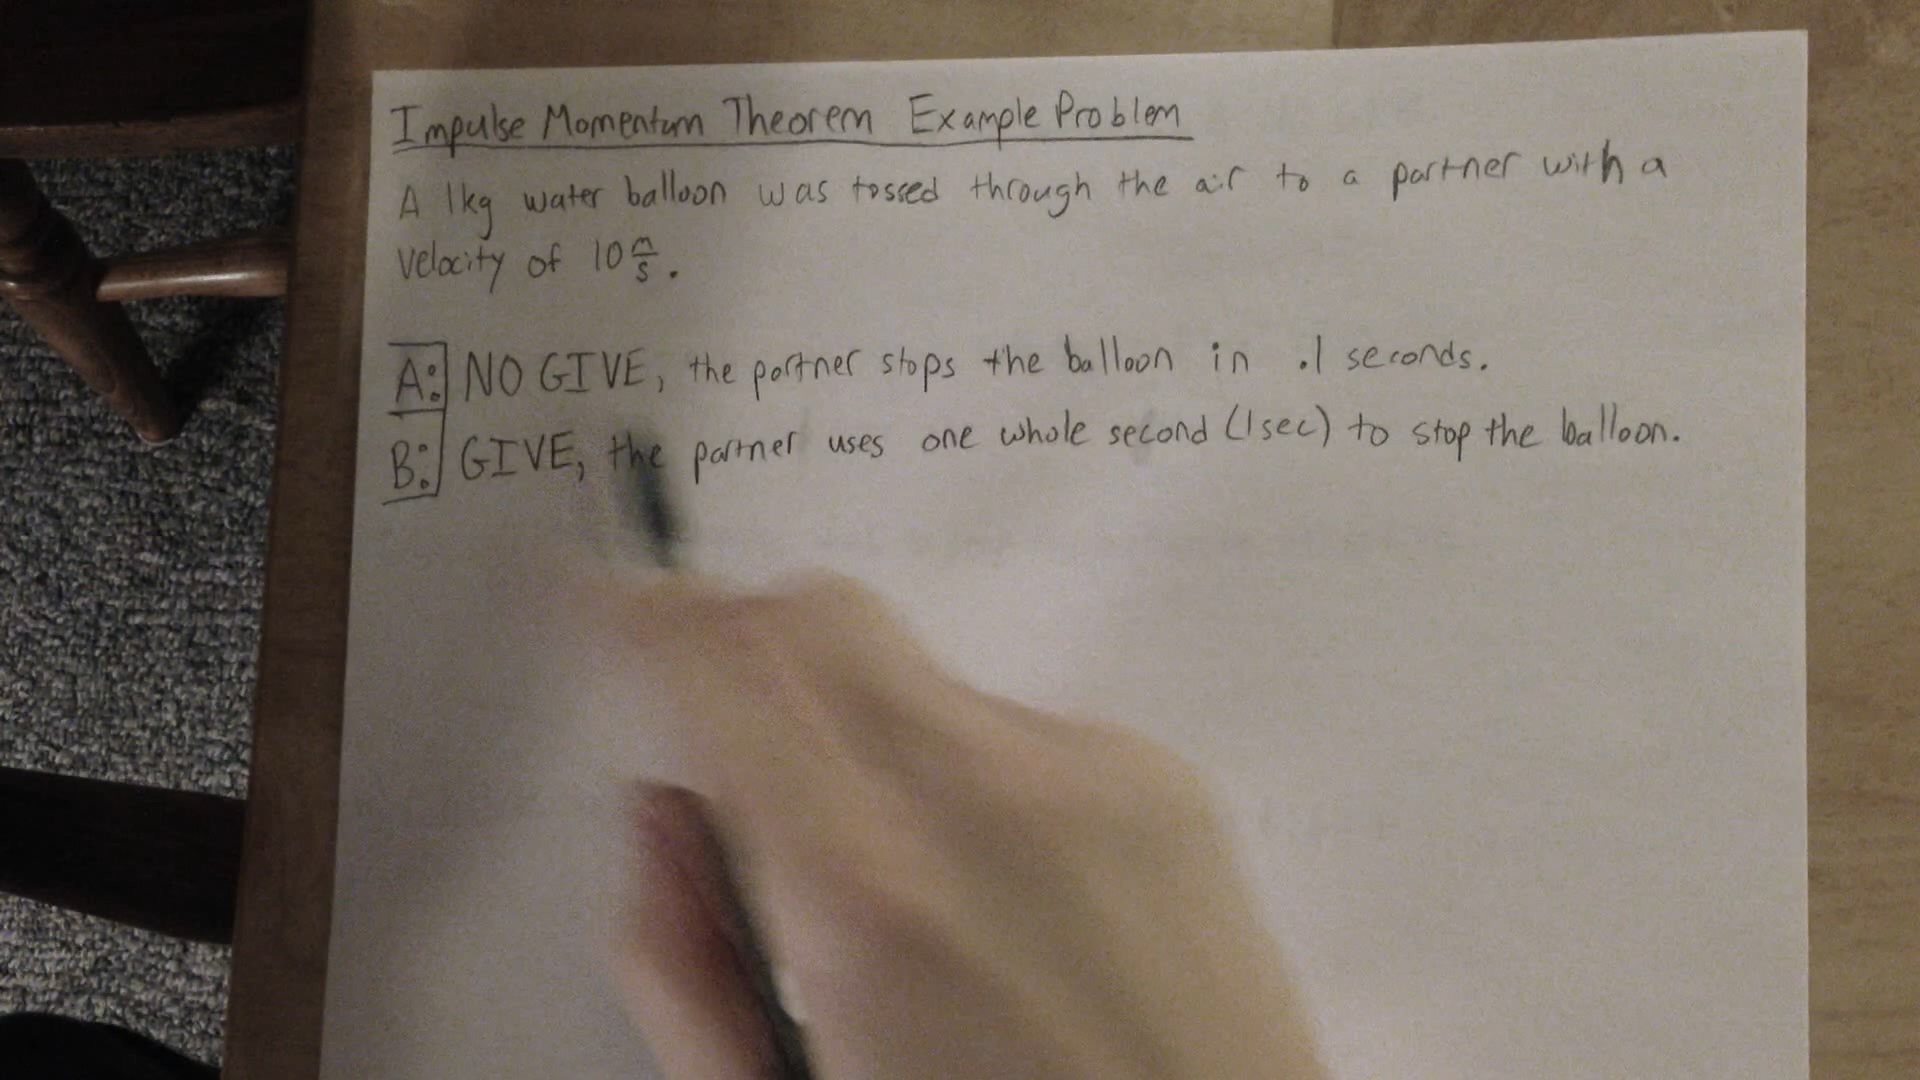 Impulse Momentum Theorem Example Problem
A 1kg water balloon was tossed through the air to a partner with a
velocity of 10 m/s.
A: NO GIVE, the partner stops the balloon in .1 seconds.
B: GIVE, the partner uses one whole second (1sec) to stop the balloon.